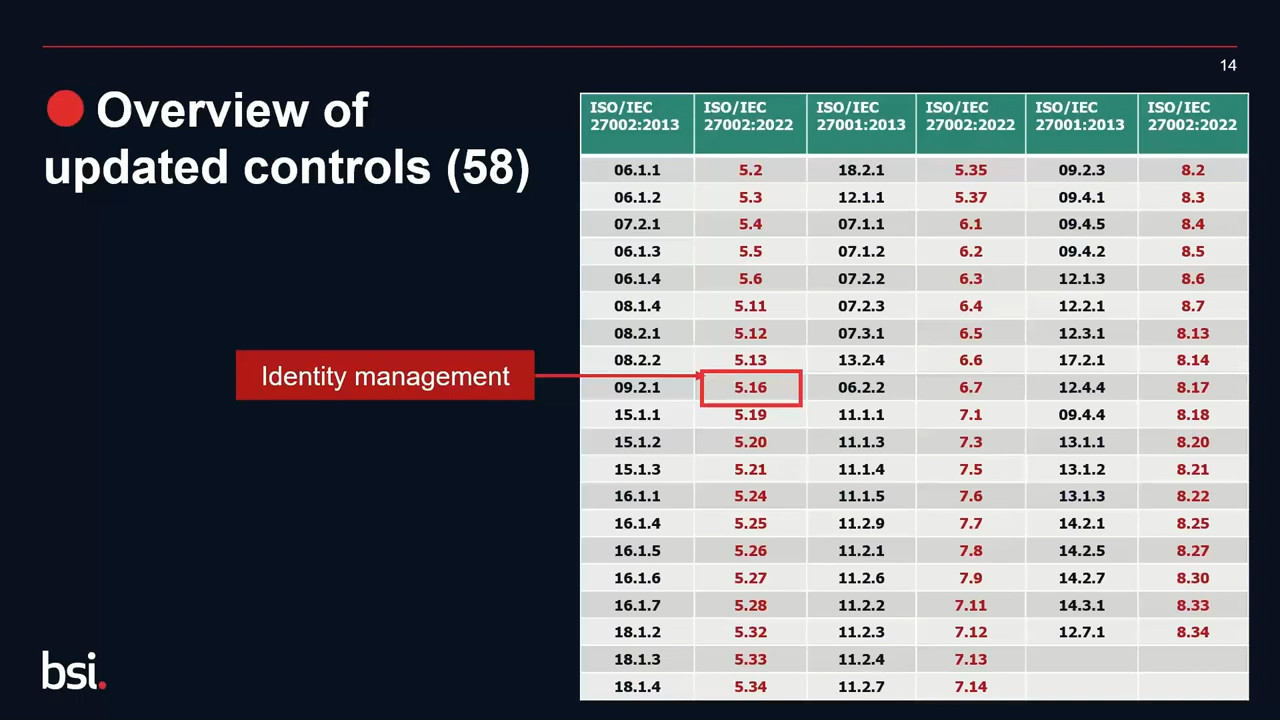 14
Overview of
updated controls (58)
Identity management
ISO/IEC 27002:2013 ISO/IEC 27002:2022 ISO/IEC 27001:2013 ISO/IEC 27002:2022 ISO/IEC 27001:2013 ISO/IEC 27002:2022
06.1.1 5.2 18.2.1 5.35 09.2.3 8.2
06.1.2 5.3 12.1.1 5.37 09.4.1 8.3
07.2.1 5.4 07.1.1 6.1 09.4.5 8.4
06.1.3 5.5 07.1.2 6.2 09.4.2 8.5
06.1.4 5.6 07.2.2 6.3 12.1.3 8.6
08.1.4 5.11 07.2.3 6.4 12.2.1 8.7
08.2.1 5.12 07.3.1 6.5 12.3.1 8.13
08.2.2 5.13 13.2.4 6.6 17.2.1 8.14
09.2.1 5.16 06.2.2 6.7 12.4.4 8.17
15.1.1 5.19 11.1.1 7.1 09.4.4 8.18
15.1.2 5.20 11.1.3 7.3 13.1.1 8.20
15.1.3 5.21 11.1.4 7.5 13.1.2 8.21
16.1.1 5.24 11.1.5 7.6 13.1.3 8.22
16.1.4 5.25 11.2.9 7.7 14.2.1 8.25
16.1.5 5.26 11.2.1 7.8 14.2.5 8.27
16.1.6 5.27 11.2.6 7.9 14.2.7 8.30
16.1.7 5.28 11.2.2 7.11 14.3.1 8.33
18.1.2 5.32 11.2.3 7.12 12.7.1 8.34
18.1.3 5.33 11.2.4 7.13
18.1.4 5.34 11.2.7 7.14
bsi.